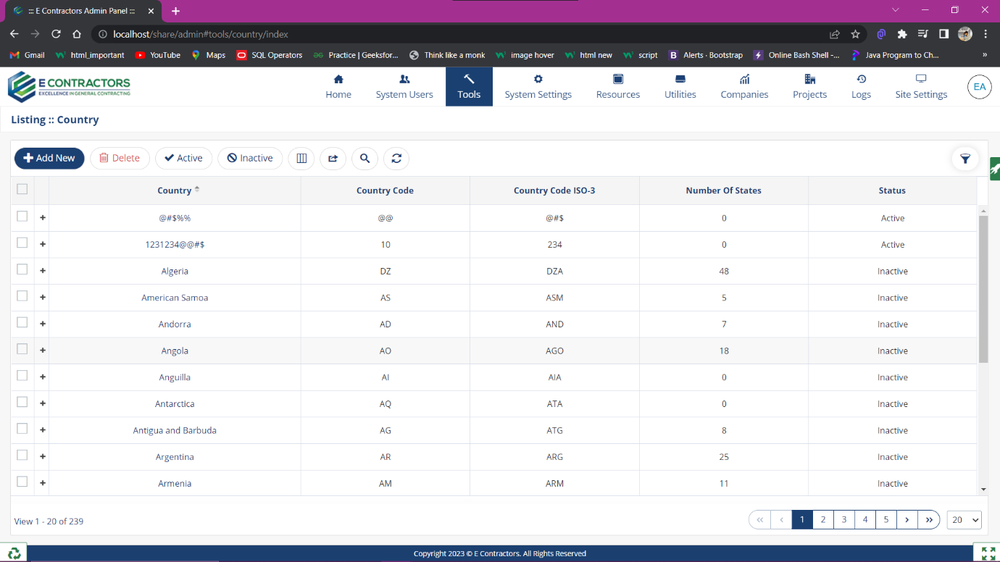 ::: E Contractors Admin Panel :::
localhost/share/admin#tools/country/index
Gmail html_important YouTube Maps SQL Operators Practice | Geeksfor... Think like a monk image hover html new script Alerts · Bootstrap Online Bash Shell -... Java Program to Ch... »
E CONTRACTORS
EXCELLENCE IN GENERAL CONTRACTING
Home System Users Tools System Settings Resources Utilities Companies Projects Logs Site Settings EA
Listing :: Country
Add New Delete Active Inactive
Country Country Code Country Code ISO-3 Number Of States Status
@#$%% @@ @#$ 0 Active
1231234@@#$ 10 234 0 Active
Algeria DZ DZA 48 Inactive
American Samoa AS ASM 5 Inactive
Andorra AD AND 7 Inactive
Angola AO AGO 18 Inactive
Anguilla AI AIA 0 Inactive
Antarctica AQ ATA 0 Inactive
Antigua and Barbuda AG ATG 8 Inactive
Argentina AR ARG 25 Inactive
Armenia AM ARM 11 Inactive
View 1 - 20 of 239
1 2 3 4 5 20
Copyright 2023 © E Contractors. All Rights Reserved